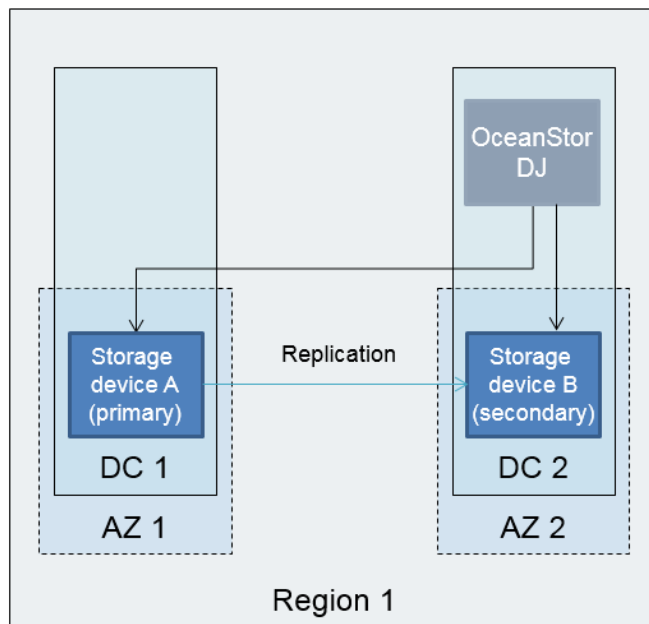 OceanStor
DJ
Replication
Storage
device A
(primary)
Storage
device B
(secondary)
DC 1
DC 2
AZ 1
AZ 2
Region 1